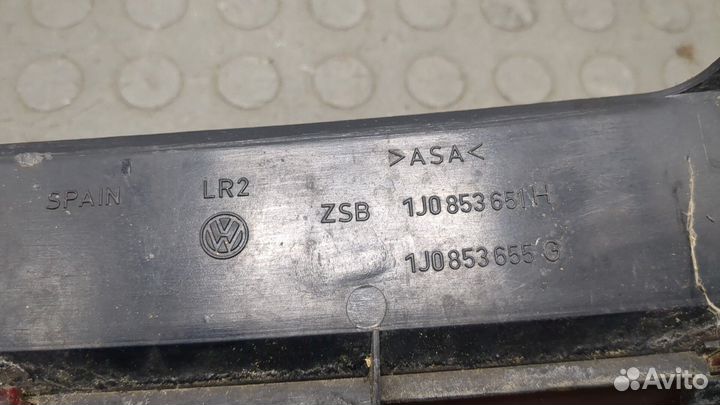 >ASA<
SPAIN LR2 ZSB 1J0 853 651 H
1J0 853 655 G
Avito